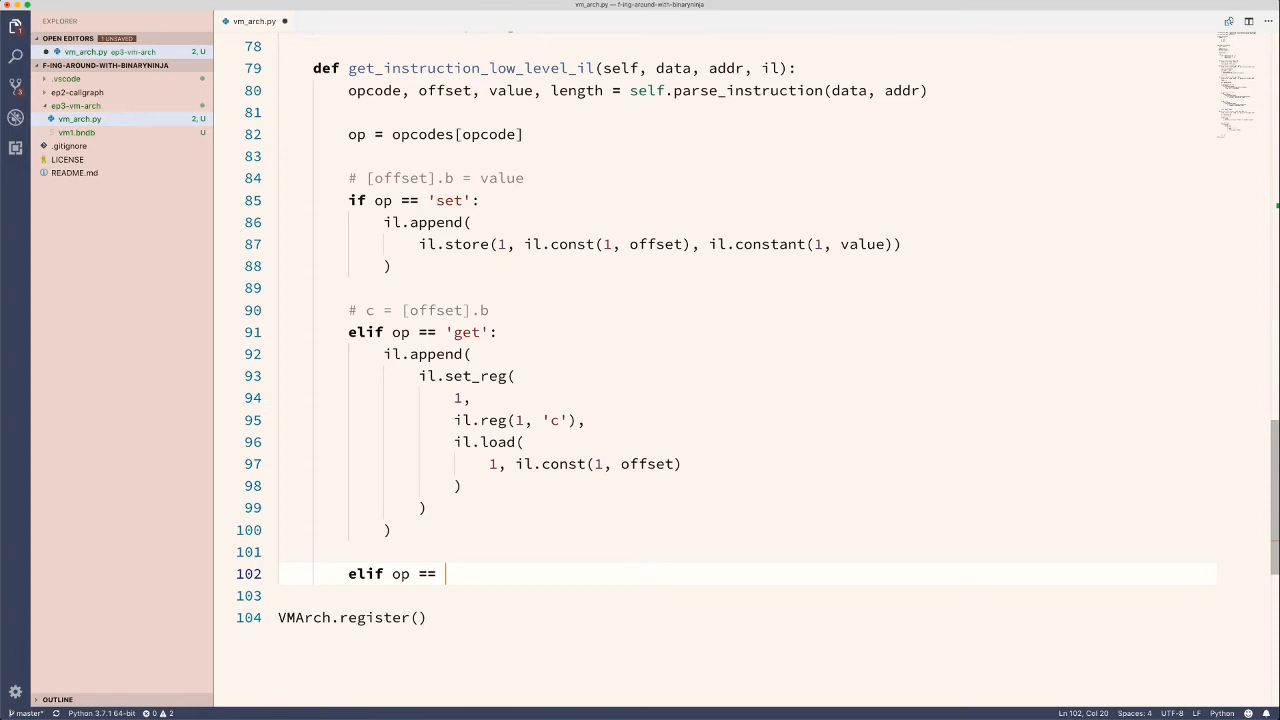 vm_arch.py — f-ing-around-with-binaryninja
EXPLORER
OPEN EDITORS 1 UNSAVED
vm_arch.py ep3-vm-arch 2, U
F-ING-AROUND-WITH-BINARYNINJA
.vscode
ep2-callgraph
ep3-vm-arch
vm_arch.py 2, U
vm1.bndb U
.gitignore
LICENSE
README.md
OUTLINE
vm_arch.py
78
79 def get_instruction_low_level_il(self, data, addr, il)
80 opcode, offset, value, length = self.parse_instruction(data, addr)
81
82 op = opcodes[opcode]
83
84 # [offset].b = value
85 if op == 'set':
86 il.append(
87 il.store(1, il.const(1, offset), il.constant(1, value))
88 )
89
90 # c = [offset].b
91 elif op == 'get':
92 il.append(
93 il.set_reg(
94 1,
95 il.reg(1, 'c'),
96 il.load(
97 1, il.const(1, offset)
98 )
99 )
100 )
101
102 elif op ==
103
104 VMArch.register()
master* Python 3.7.1 64-bit 0 2 Ln 102, Col 20 Spaces: 4 UTF-8 LF Python